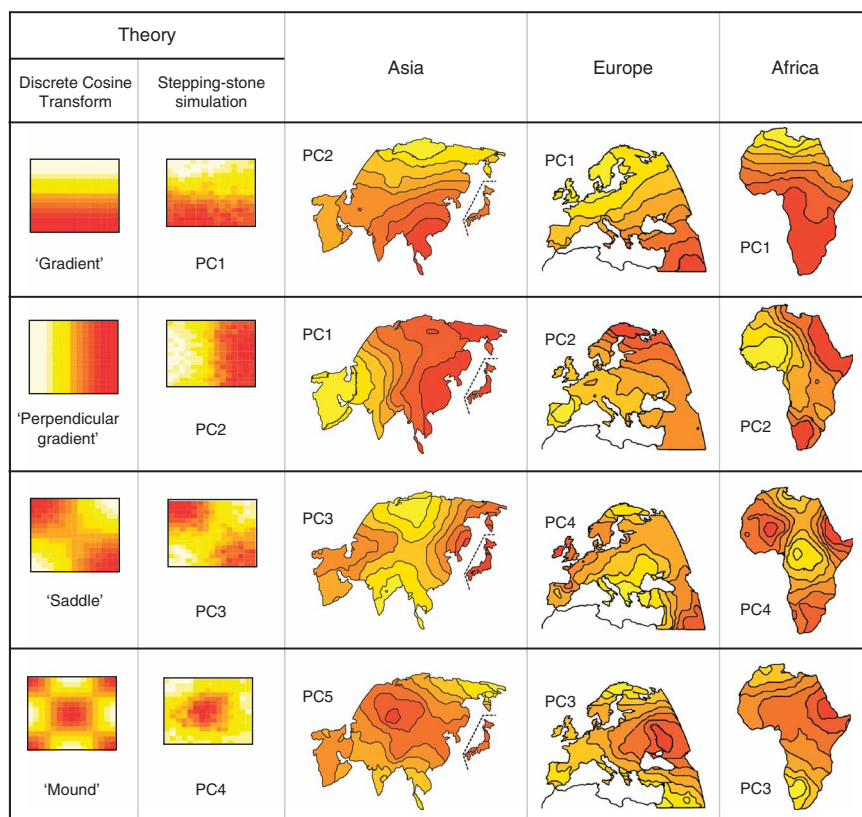 Theory
Asia
Europe
Africa
Discrete Cosine
Transform
Stepping-stone
simulation
'Gradient'
PC1
PC2
PC1
PC1
'Perpendicular
gradient'
PC2
PC1
PC2
PC2
'Saddle'
PC3
PC3
PC4
PC4
'Mound'
PC4
PC5
PC3
PC3